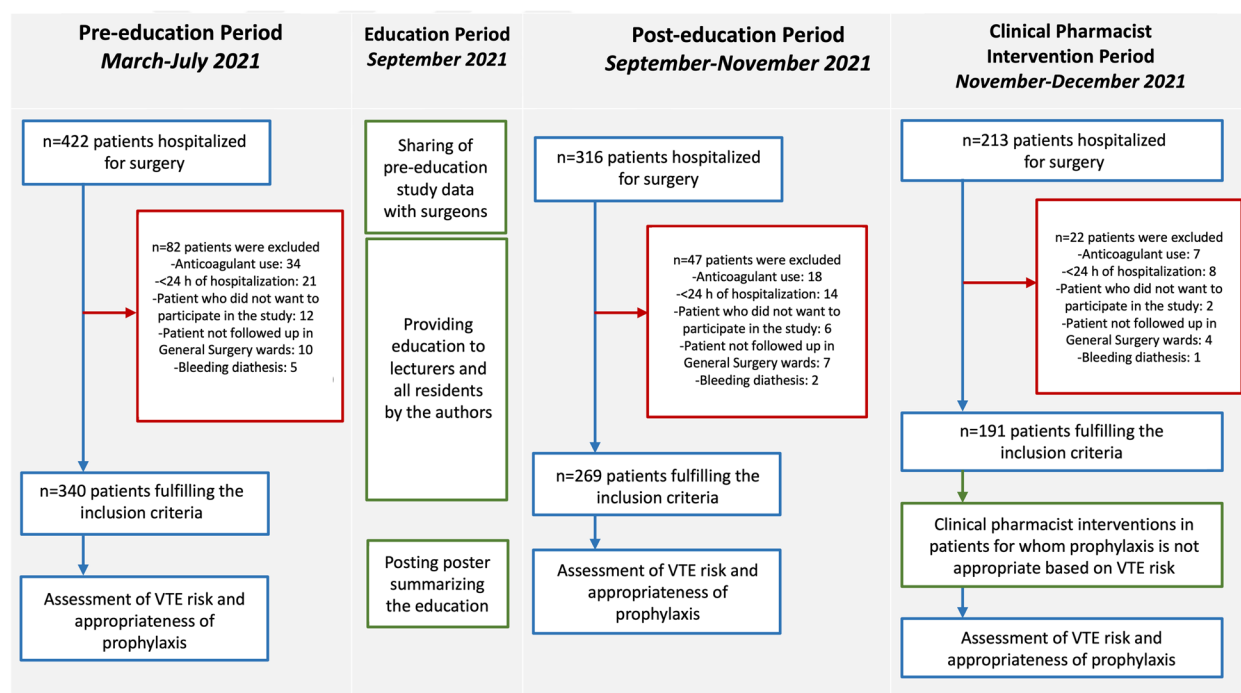 Pre-education Period
March-July 2021
n=422 patients hospitalized
for surgery
n=82 patients were excluded
-Anticoagulant use: 34
-<24 h of hospitalization: 21
-Patient who did not want to
participate in the study: 12
-Patient not followed up in
General Surgery wards: 10
-Bleeding diathesis: 5
n=340 patients fulfilling the
inclusion criteria
Assessment of VTE risk and
appropriateness of
prophylaxis
Education Period
September 2021
Sharing of
pre-education
study data
with surgeons
Providing
education to
lecturers and
all residents
by the authors
Posting poster
summarizing
the education
Post-education Period
September-November 2021
n=316 patients hospitalized
for surgery
n=47 patients were excluded
-Anticoagulant use: 18
-<24 h of hospitalization: 14
-Patient who did not want to
participate in the study: 6
-Patient not followed up in
General Surgery wards: 7
-Bleeding diathesis: 2
n=269 patients fulfilling the
inclusion criteria
Assessment of VTE risk and
appropriateness of
prophylaxis
Clinical Pharmacist
Intervention Period
November-December 2021
n=213 patients hospitalized
for surgery
n=22 patients were excluded
-Anticoagulant use: 7
-<24 h of hospitalization: 8
-Patient who did not want to
participate in the study: 2
-Patient not followed up in
General Surgery wards: 4
-Bleeding diathesis: 1
n=191 patients fulfilling the
inclusion criteria
Clinical pharmacist interventions in
patients for whom prophylaxis is not
appropriate based on VTE risk
Assessment of VTE risk and
appropriateness of prophylaxis